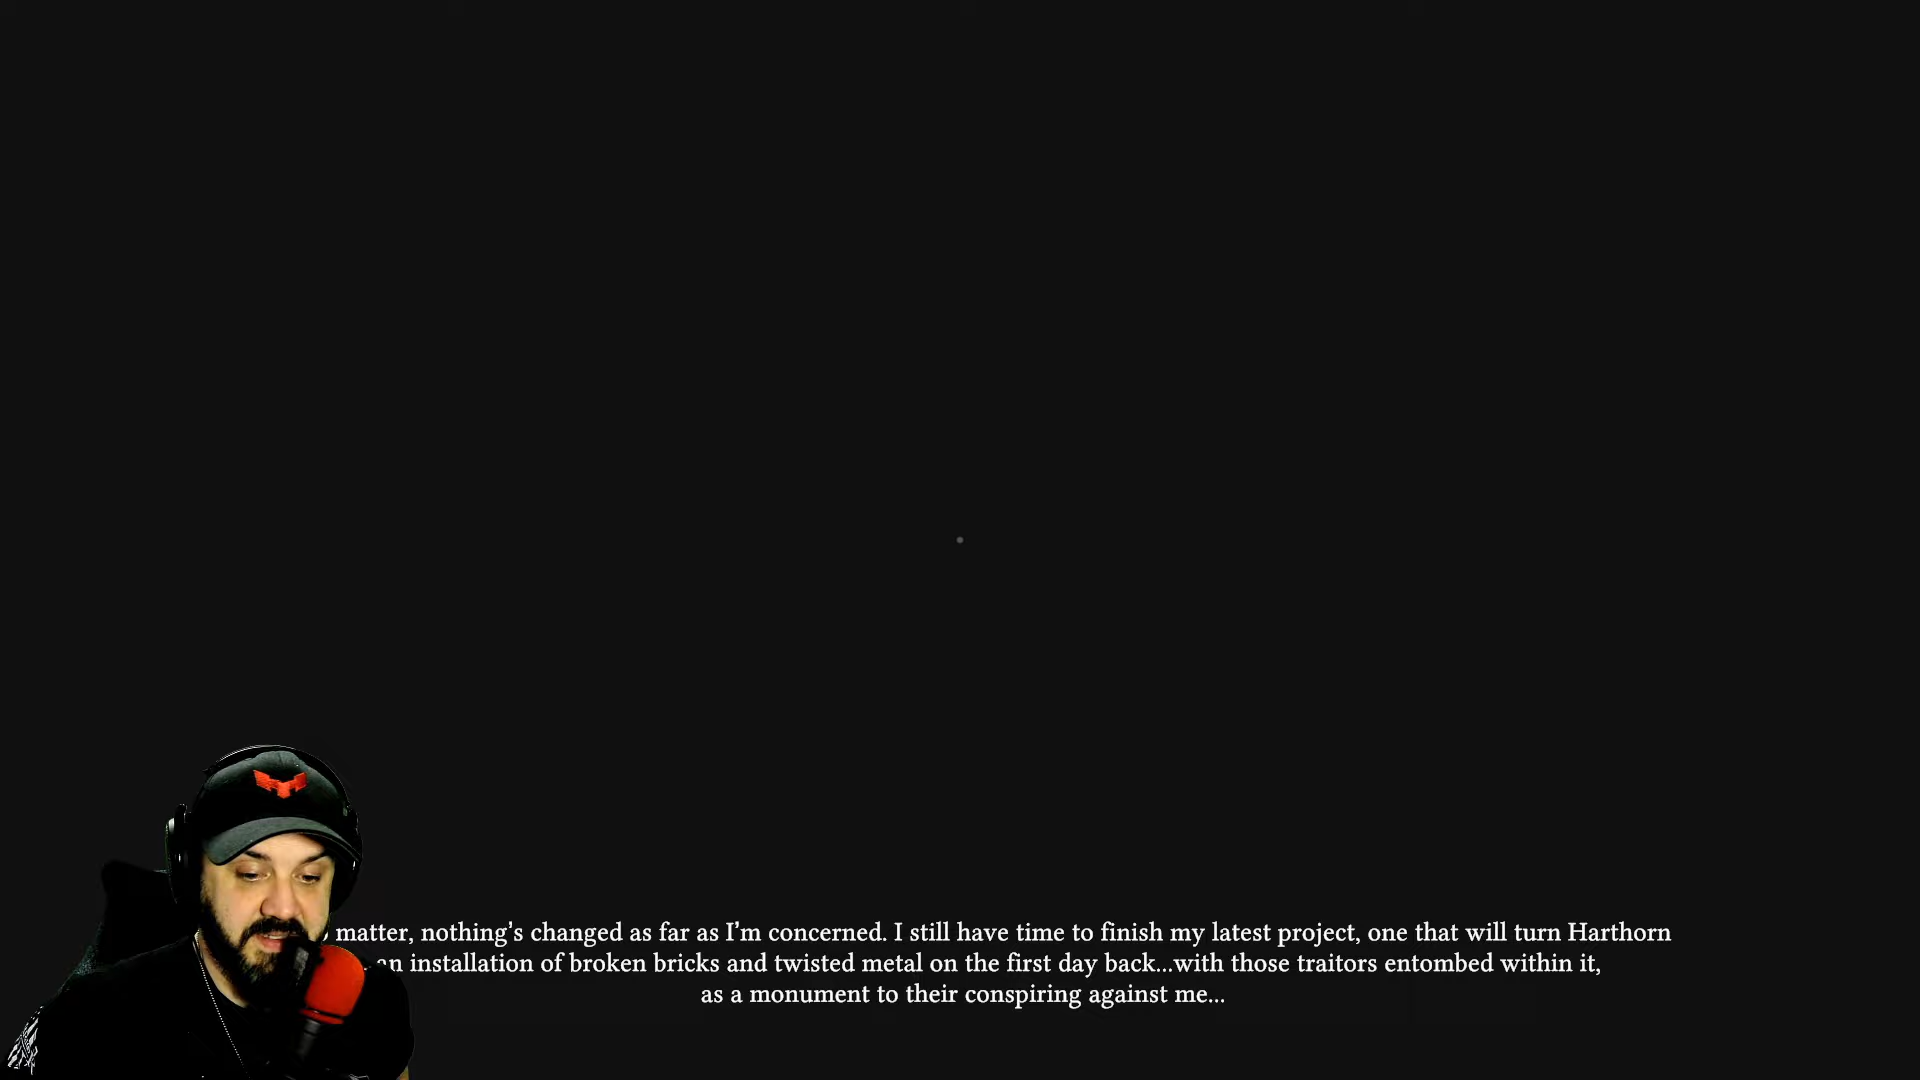 matter, nothing's changed as far as I'm concerned. I still have time to finish my latest project, one that will turn Harthorn
an installation of broken bricks and twisted metal on the first day back...with those traitors entombed within it,
as a monument to their conspiring against me...